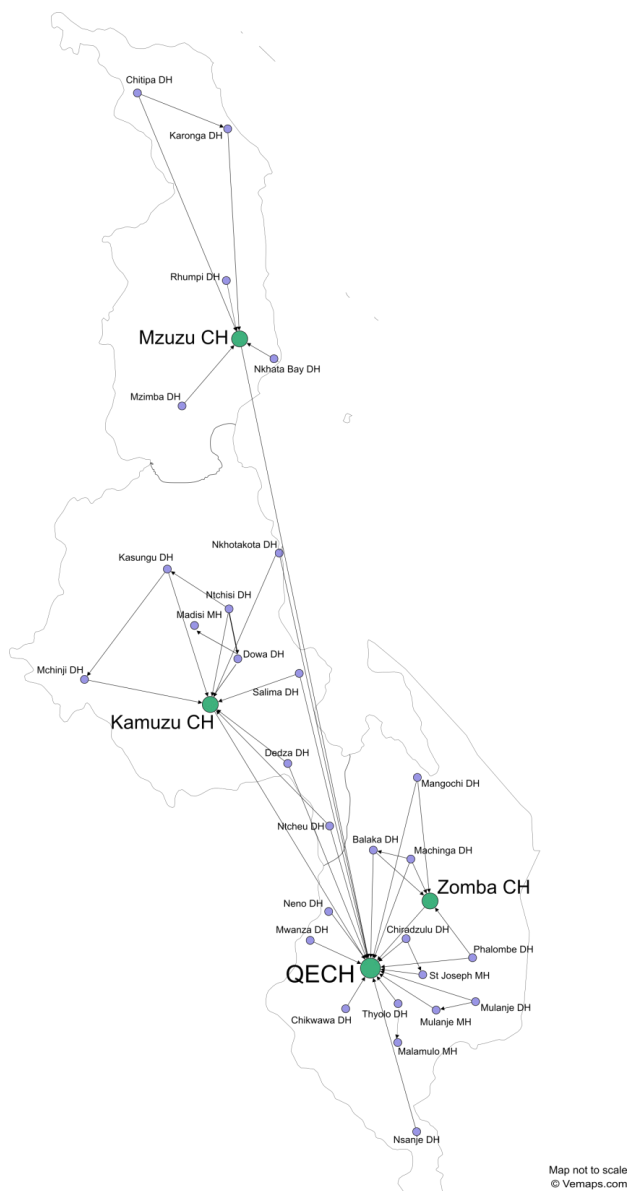 Chitipa DH
Karonga DH
Rhumpi DH
Mzuzu CH
Nkhata Bay DH
Mzimba DH
Nkhotakota DH
Kasungu DH
Ntchisi DH
Madisi MH
Dowa DH
Mchinji DH
Salima DH
Kamuzu CH
Dedza DH
Mangochi DH
Ntcheu DH
Balaka DH
Machinga DH
Zomba CH
Neno DH
Chiradzulu DH
Mwanza DH
Phalombe DH
QECH
St Joseph MH
Chikwawa DH
Thyolo DH
Mulanje DH
Mulanje MH
Malamulo MH
Nsanje DH
Map not to scale
© Vemaps.com